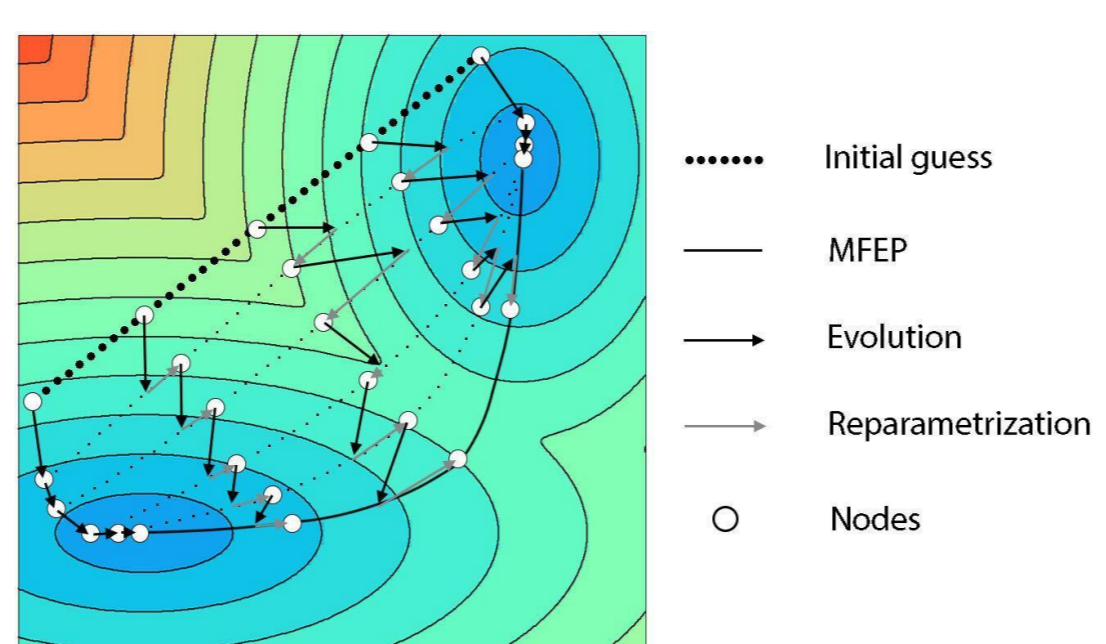 Initial guess
MFEP
Evolution
Reparametrization
Nodes